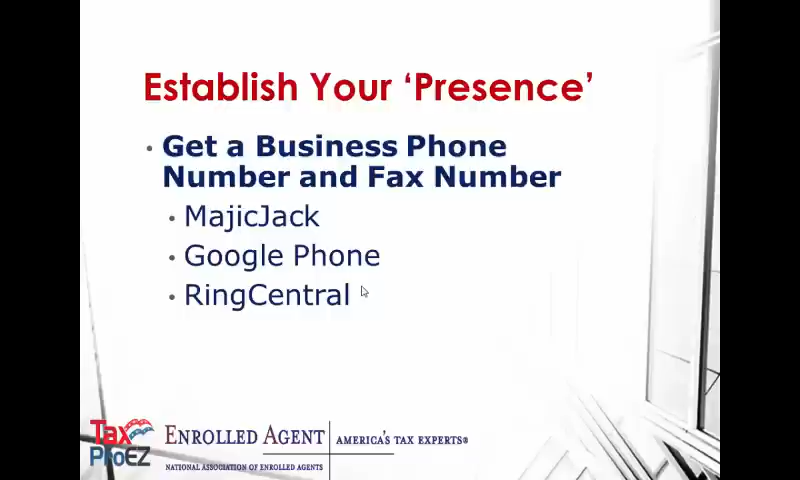 Establish Your ‘Presence’
• Get a Business Phone
Number and Fax Number
• MajicJack
• Google Phone
• RingCentral
Tax
ProEZ
ENROLLED AGENT
AMERICA'S TAX EXPERTS®
NATIONAL ASSOCIATION OF ENROLLED AGENTS